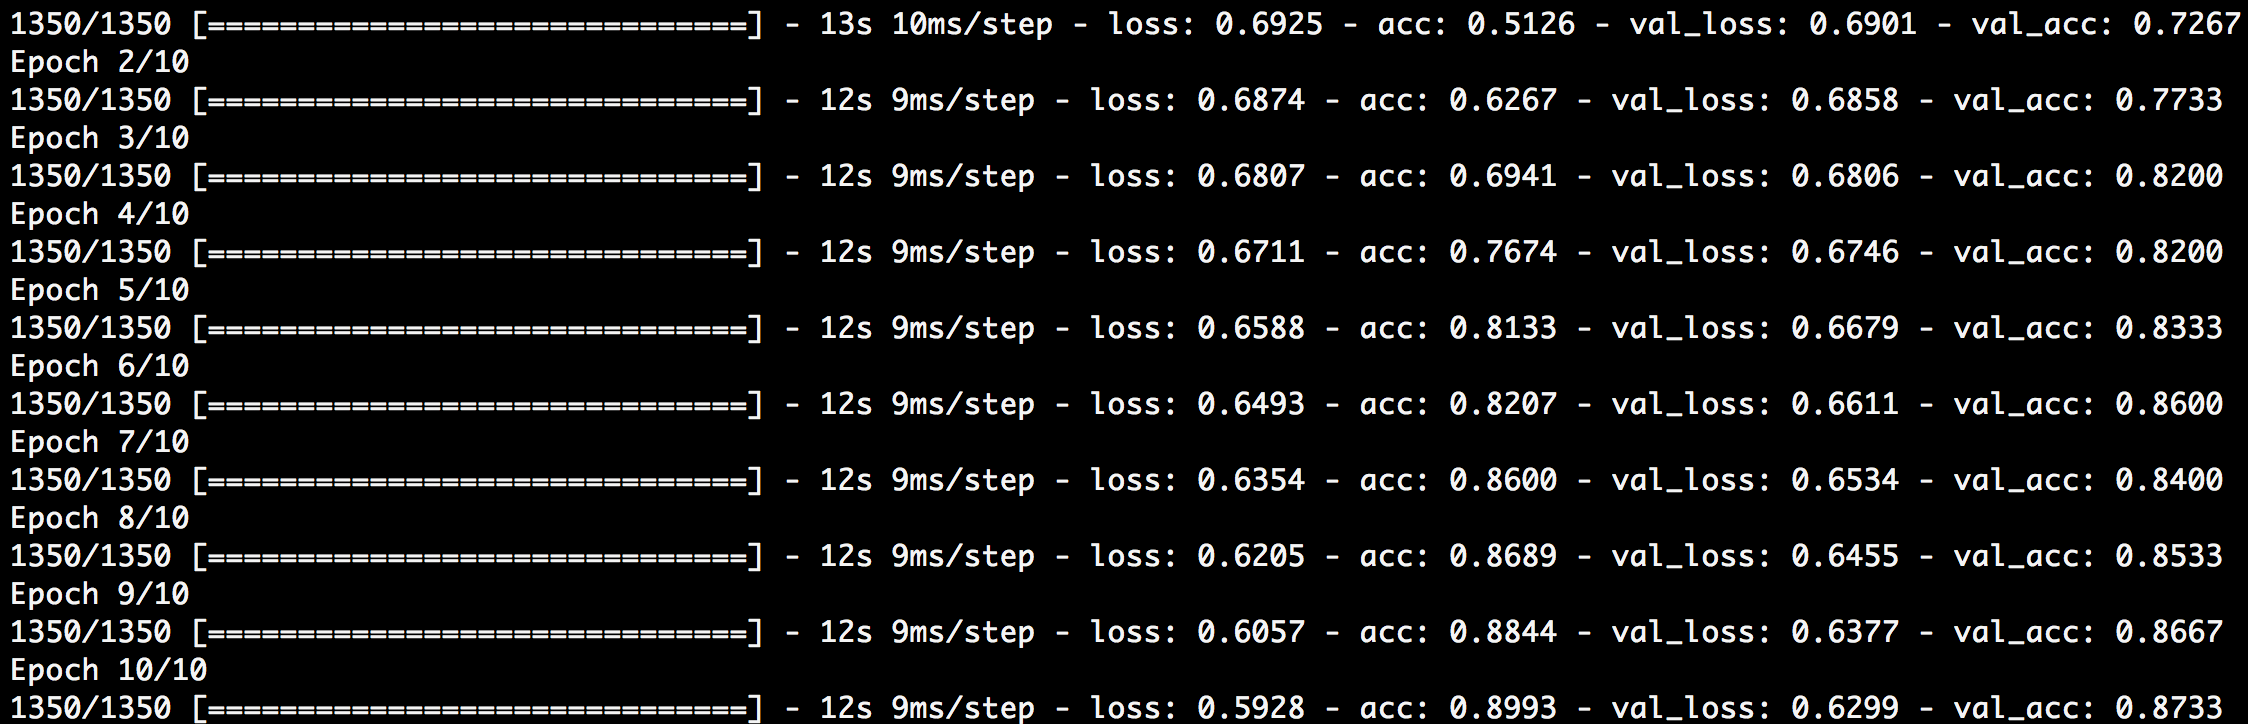 1350/1350 [==============================] - 13s 10ms/step - loss: 0.6925 - acc: 0.5126 - val_loss: 0.6901 - val_acc: 0.7267
Epoch 2/10
1350/1350 [==============================] - 12s 9ms/step - loss: 0.6874 - acc: 0.6267 - val_loss: 0.6858 - val_acc: 0.7733
Epoch 3/10
1350/1350 [==============================] - 12s 9ms/step - loss: 0.6807 - acc: 0.6941 - val_loss: 0.6806 - val_acc: 0.8200
Epoch 4/10
1350/1350 [==============================] - 12s 9ms/step - loss: 0.6711 - acc: 0.7674 - val_loss: 0.6746 - val_acc: 0.8200
Epoch 5/10
1350/1350 [==============================] - 12s 9ms/step - loss: 0.6588 - acc: 0.8133 - val_loss: 0.6679 - val_acc: 0.8333
Epoch 6/10
1350/1350 [==============================] - 12s 9ms/step - loss: 0.6493 - acc: 0.8207 - val_loss: 0.6611 - val_acc: 0.8600
Epoch 7/10
1350/1350 [==============================] - 12s 9ms/step - loss: 0.6354 - acc: 0.8600 - val_loss: 0.6534 - val_acc: 0.8400
Epoch 8/10
1350/1350 [==============================] - 12s 9ms/step - loss: 0.6205 - acc: 0.8689 - val_loss: 0.6455 - val_acc: 0.8533
Epoch 9/10
1350/1350 [==============================] - 12s 9ms/step - loss: 0.6057 - acc: 0.8844 - val_loss: 0.6377 - val_acc: 0.8667
Epoch 10/10
1350/1350 [==============================] - 12s 9ms/step - loss: 0.5928 - acc: 0.8993 - val_loss: 0.6299 - val_acc: 0.8733